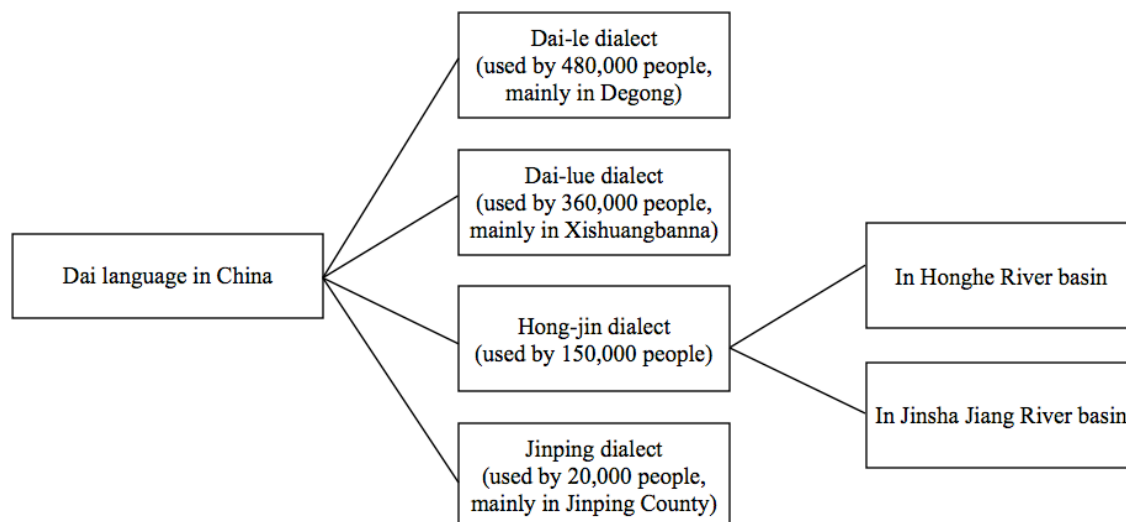 Dai language in China
Dai-le dialect
(used by 480,000 people,
mainly in Degong)
Dai-lue dialect
(used by 360,000 people,
mainly in Xishuangbanna)
Hong-jin dialect
(used by 150,000 people)
Jinping dialect
(used by 20,000 people,
mainly in Jinping County)
In Honghe River basin
In Jinsha Jiang River basin